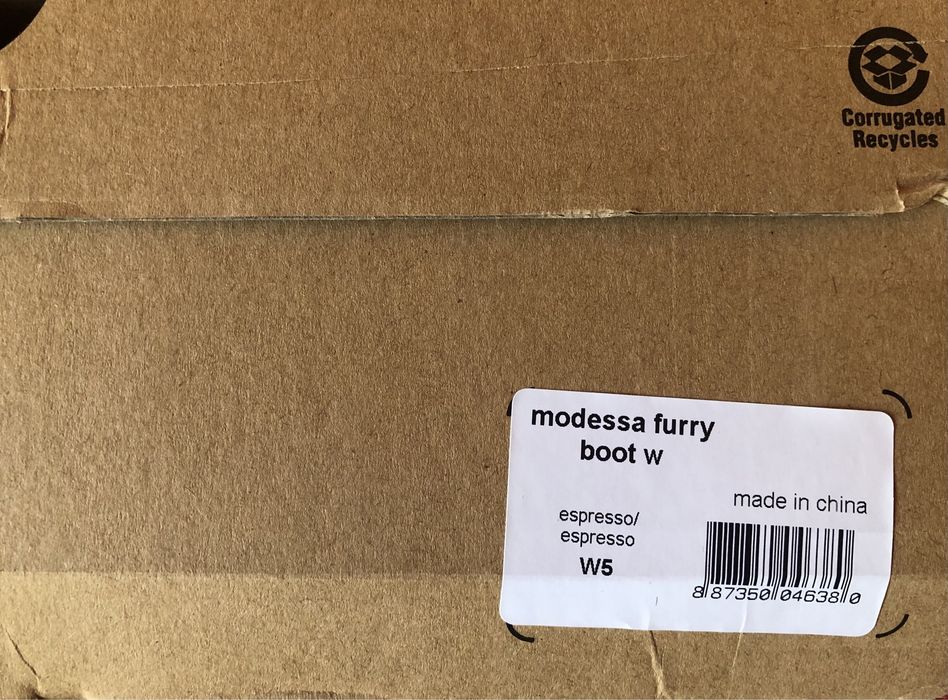 Corrugated
Recycles
modessa furry
boot w
made in china
espresso/
espresso
W5
8 87350 04638 0